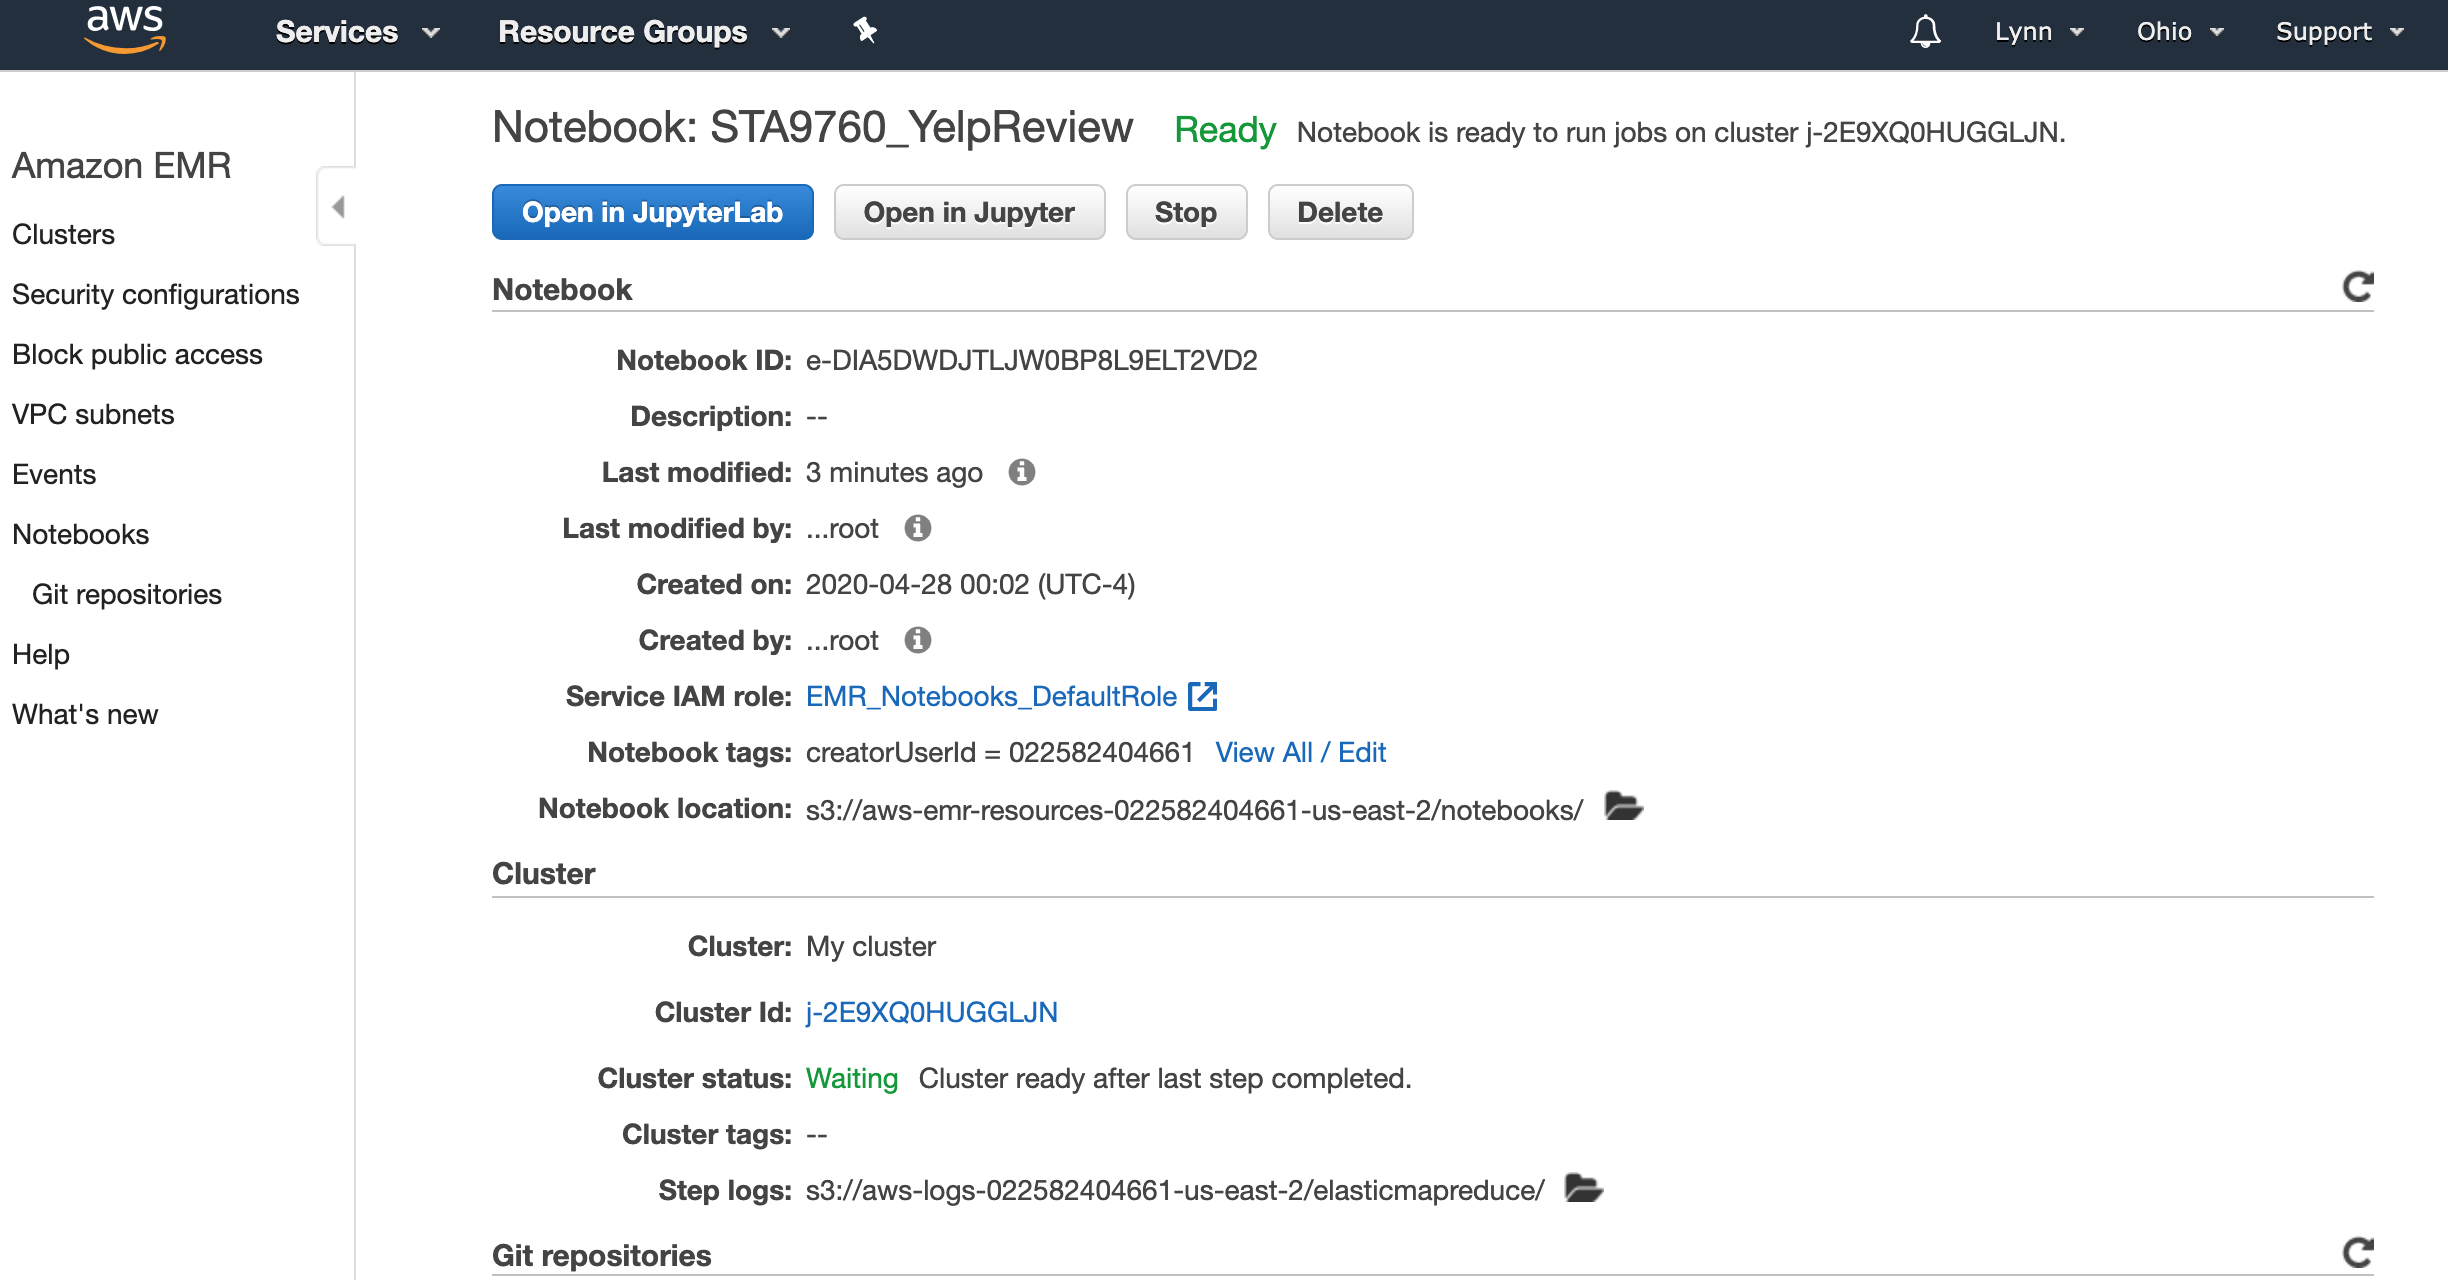 aws Services Resource Groups Lynn Ohio Support
Amazon EMR
Clusters
Security configurations
Block public access
VPC subnets
Events
Notebooks
Git repositories
Help
What's new
Notebook: STA9760_YelpReview Ready Notebook is ready to run jobs on cluster j-2E9XQ0HUGGLJN.
Open in JupyterLab Open in Jupyter Stop Delete
Notebook
Notebook ID: e-DIA5DWDJTLJW0BP8L9ELT2VD2
Description: --
Last modified: 3 minutes ago
Last modified by: ...root
Created on: 2020-04-28 00:02 (UTC-4)
Created by: ...root
Service IAM role: EMR_Notebooks_DefaultRole
Notebook tags: creatorUserId = 022582404661 View All / Edit
Notebook location: s3://aws-emr-resources-022582404661-us-east-2/notebooks/
Cluster
Cluster: My cluster
Cluster Id: j-2E9XQ0HUGGLJN
Cluster status: Waiting Cluster ready after last step completed.
Cluster tags: --
Step logs: s3://aws-logs-022582404661-us-east-2/elasticmapreduce/
Git repositories